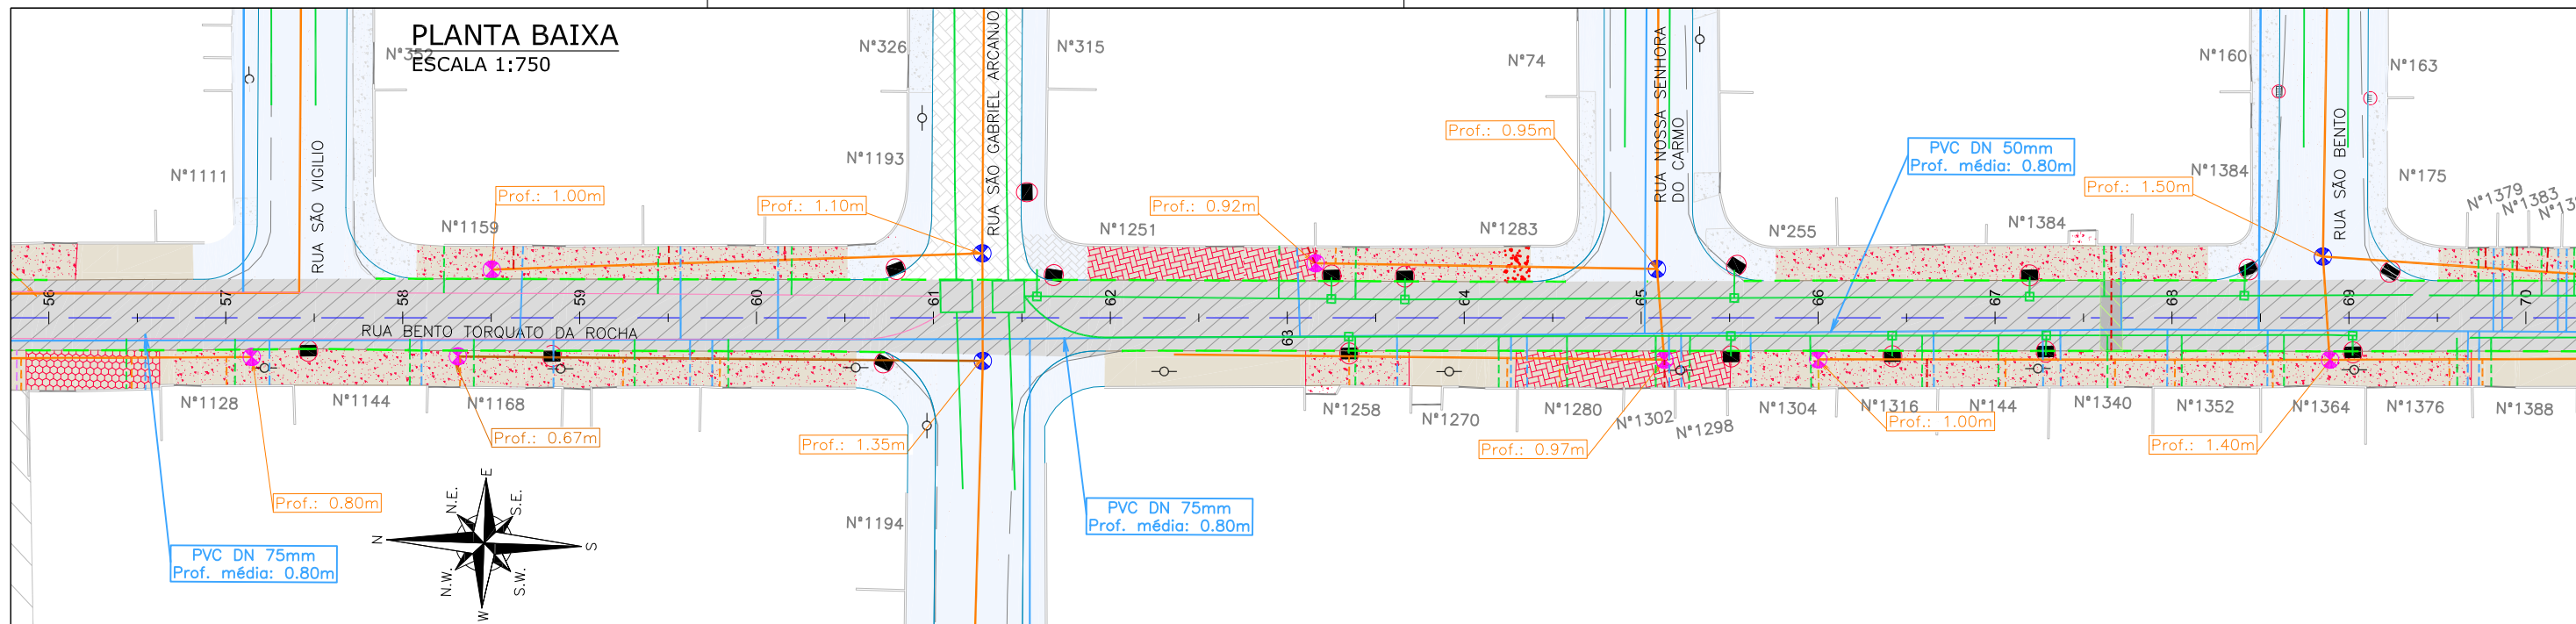 PLANTA BAIXA
ESCALA 1:750
N°352
N°326
N°315
N°74
N°160
N°163
N°1111
RUA SÃO VIGILIO
N°1159
Prof.: 1.00m
Prof.: 1.10m
N°1193
RUA SÃO GABRIEL ARCANJO
N°1251
Prof.: 0.92m
Prof.: 0.95m
N°1283
RUA NOSSA SENHORA
DO CARMO
N°255
PVC DN 50mm
Prof. média: 0.80m
N°1384
Prof.: 1.50m
N°1384
RUA SÃO BENTO
N°175
N°1379
N°1383
56
57
58
59
60
61
62
63
64
65
66
67
68
69
70
RUA BENTO TORQUATO DA ROCHA
N°1128
N°1144
N°1168
Prof.: 0.67m
Prof.: 0.80m
Prof.: 1.35m
N°1258
N°1270
N°1280
N°1302
N°1298
N°1304
N°1316
N°144
N°1340
N°1352
N°1364
N°1376
N°1388
Prof.: 0.97m
Prof.: 1.00m
Prof.: 1.40m
PVC DN 75mm
Prof. média: 0.80m
PVC DN 75mm
Prof. média: 0.80m
N°1194
E
N.E.
S.E.
N
S
N.W.
S.W.
W